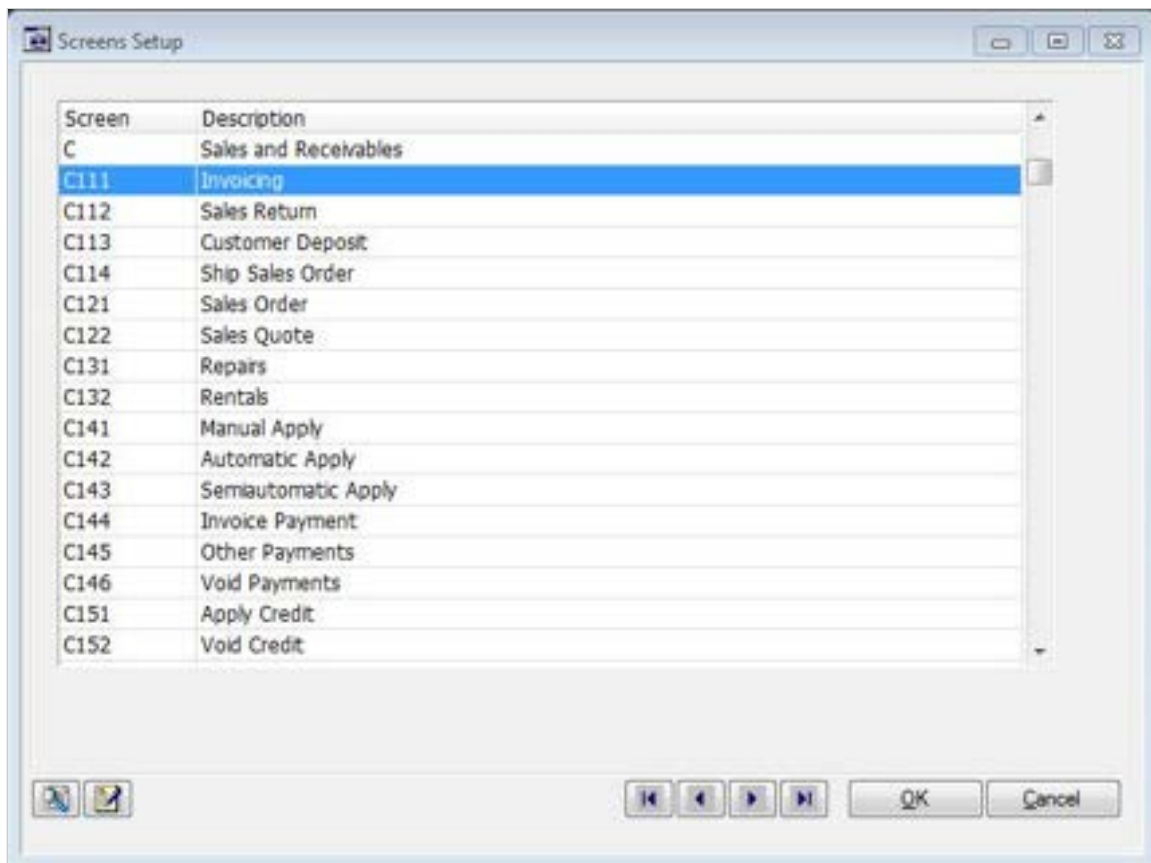 Screens Setup
Screen Description
C Sales and Receivables
C111 Invoicing
C112 Sales Return
C113 Customer Deposit
C114 Ship Sales Order
C121 Sales Order
C122 Sales Quote
C131 Repairs
C132 Rentals
C141 Manual Apply
C142 Automatic Apply
C143 Semiautomatic Apply
C144 Invoice Payment
C145 Other Payments
C146 Void Payments
C151 Apply Credit
C152 Void Credit
OK Cancel